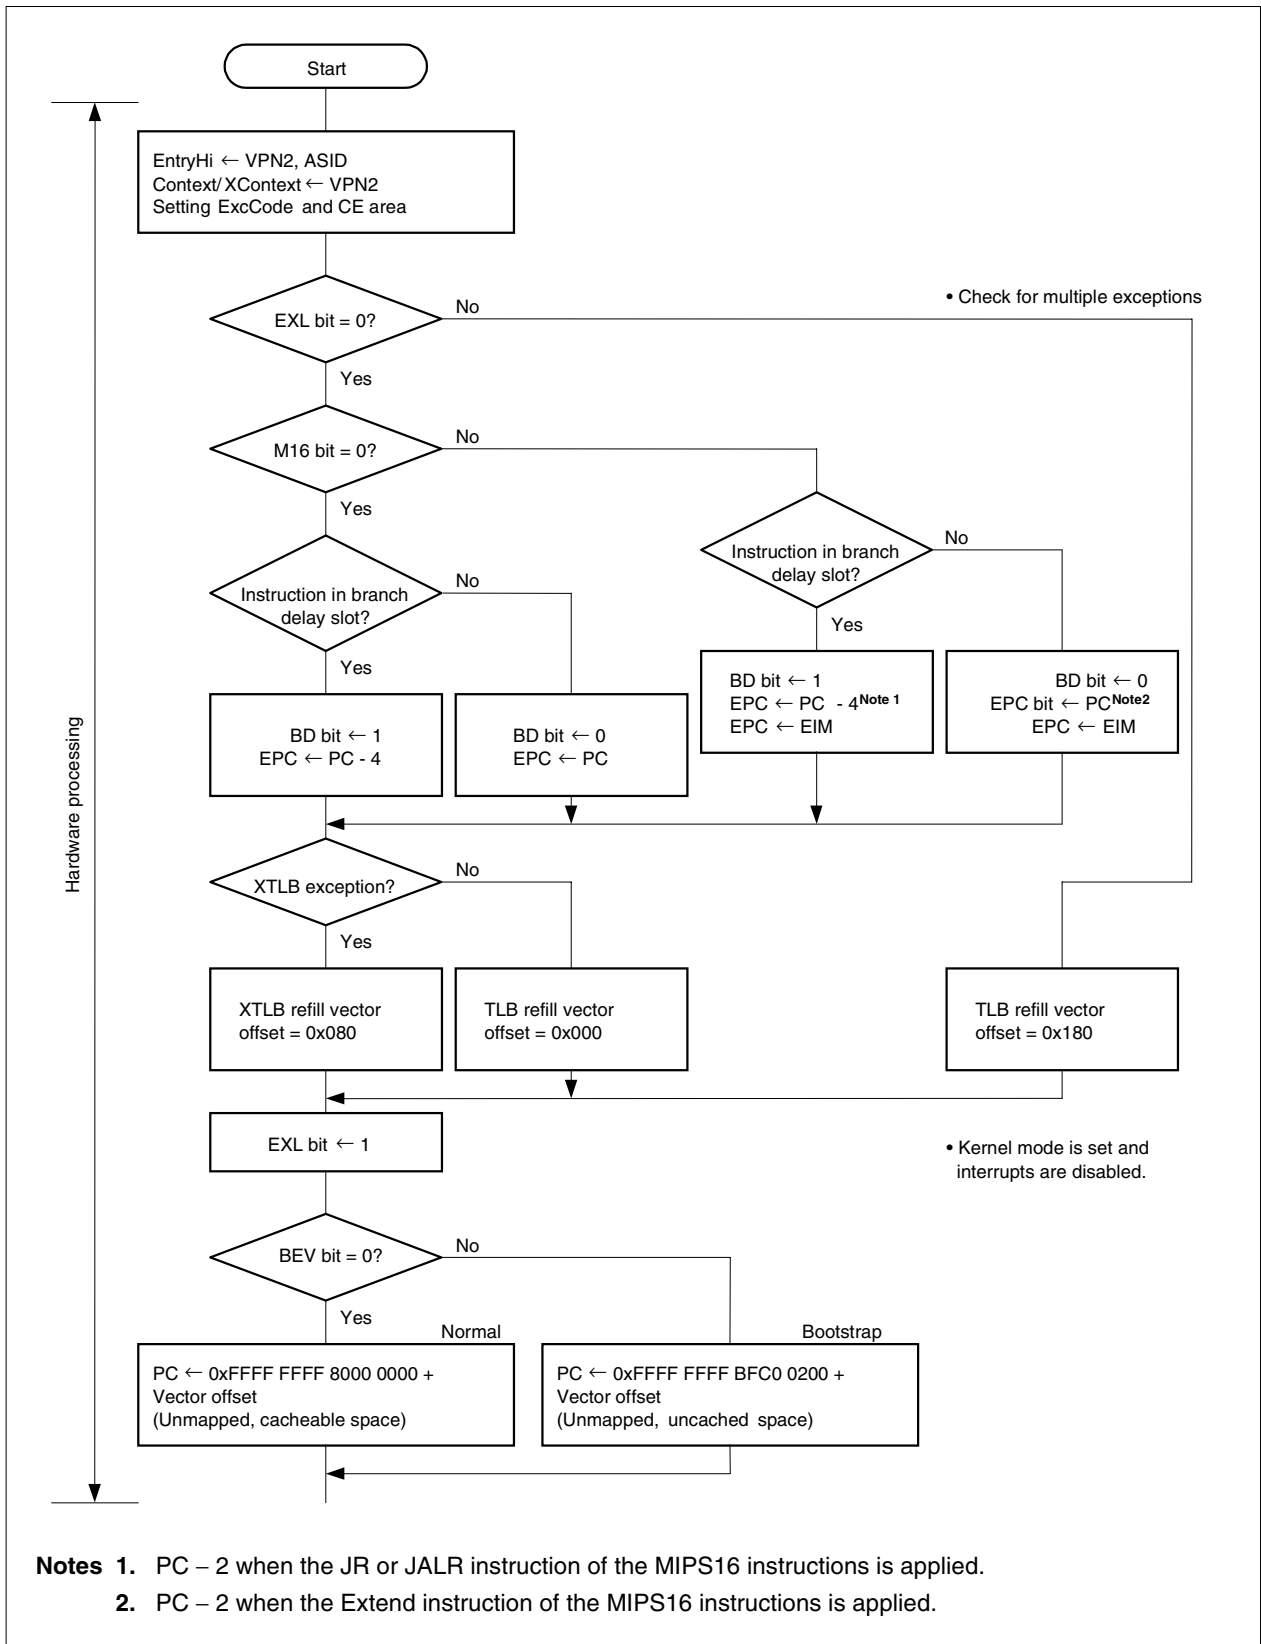 Start
EntryHi ← VPN2, ASID
Context/XContext ← VPN2
Setting ExcCode and CE area
EXL bit = 0?
No
• Check for multiple exceptions
Yes
M16 bit = 0?
No
Yes
Instruction in branch
delay slot?
No
Yes
Instruction in branch
delay slot?
No
Yes
BD bit ← 1
EPC ← PC - 4
BD bit ← 0
EPC ← PC
BD bit ← 1
EPC ← PC - 4Note 1
EPC ← EIM
BD bit ← 0
EPC bit ← PCNote2
EPC ← EIM
Hardware processing
XTLB exception?
No
Yes
XTLB refill vector
offset = 0x080
TLB refill vector
offset = 0x000
TLB refill vector
offset = 0x180
EXL bit ← 1
• Kernel mode is set and
interrupts are disabled.
BEV bit = 0?
No
Yes
Normal
PC ← 0xFFFF FFFF 8000 0000 +
Vector offset
(Unmapped, cacheable space)
Bootstrap
PC ← 0xFFFF FFFF BFC0 0200 +
Vector offset
(Unmapped, uncached space)
Notes 1. PC – 2 when the JR or JALR instruction of the MIPS16 instructions is applied.
2. PC – 2 when the Extend instruction of the MIPS16 instructions is applied.